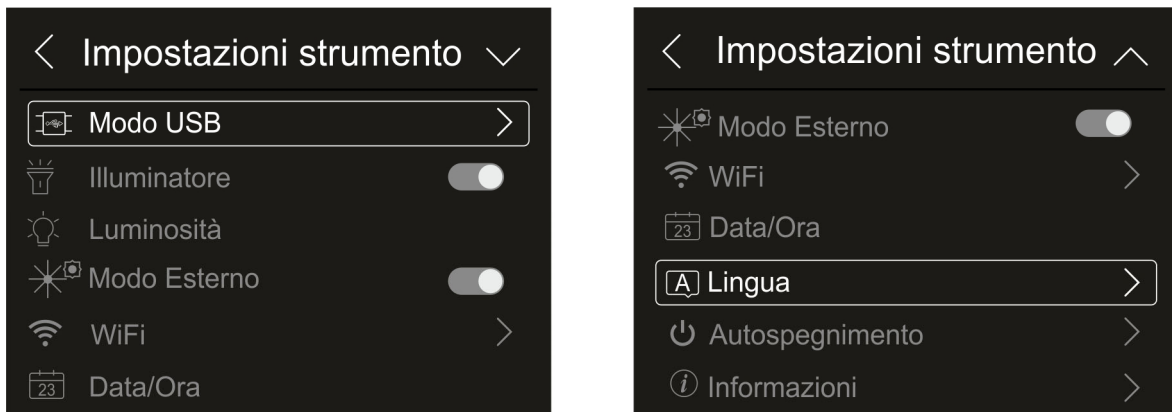 Impostazioni strumento
Modo USB
Illuminatore
Luminosità
Modo Esterno
WiFi
23 Data/Ora
Impostazioni strumento
Modo Esterno
WiFi
23 Data/Ora
A Lingua
Autospegnimento
i Informazioni